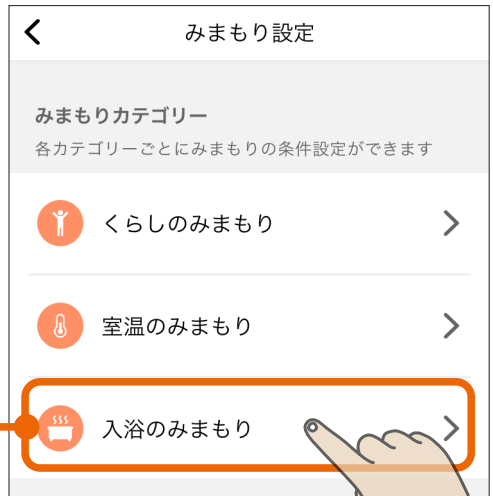 みまもり設定
みまもりカテゴリー
各カテゴリーごとにみまもりの条件設定ができます
くらしのみまもり
室温のみまもり
入浴のみまもり